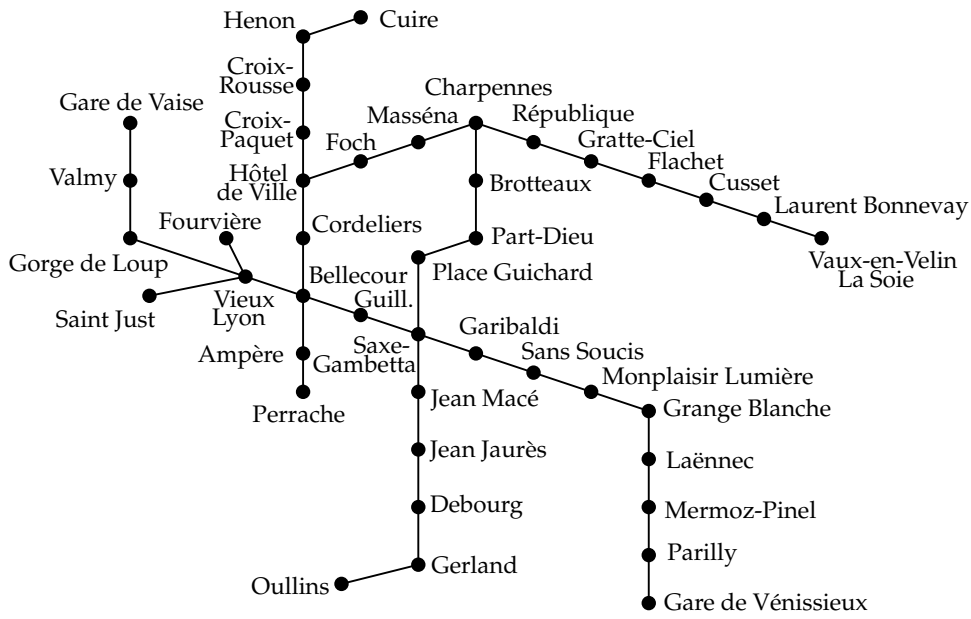 Henon
Cuire
Croix-
Rousse
Charpennes
Gare de Vaise
Masséna
République
Croix-
Paquet
Foch
Gratte-Ciel
Flachet
Valmy
Hôtel
de Ville
Brotteaux
Cusset
Laurent Bonnevay
Fourvière
Cordeliers
Part-Dieu
Gorge de Loup
Vaux-en-Velin
La Soie
Bellecour
Place Guichard
Vieux
Lyon
Guill.
Saint Just
Garibaldi
Saxe-
Gambetta
Sans Soucis
Ampère
Monplaisir Lumière
Perrache
Jean Macé
Grange Blanche
Jean Jaurès
Laënnec
Debourg
Mermoz-Pinel
Parilly
Gerland
Oullins
Gare de Vénissieux